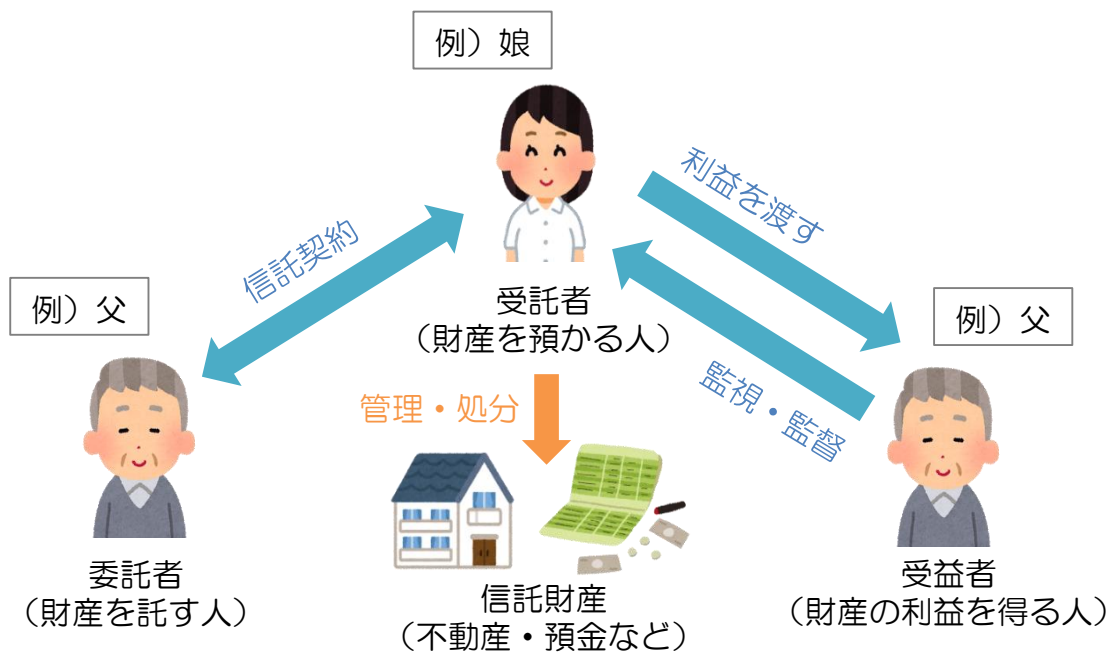 例）娘
利益を渡す
信託契約
受託者
（財産を預かる人）
例）父
例）父
監視・監督
管理・処分
委託者
（財産を託す人）
信託財産
（不動産・預金など）
受益者
（財産の利益を得る人）